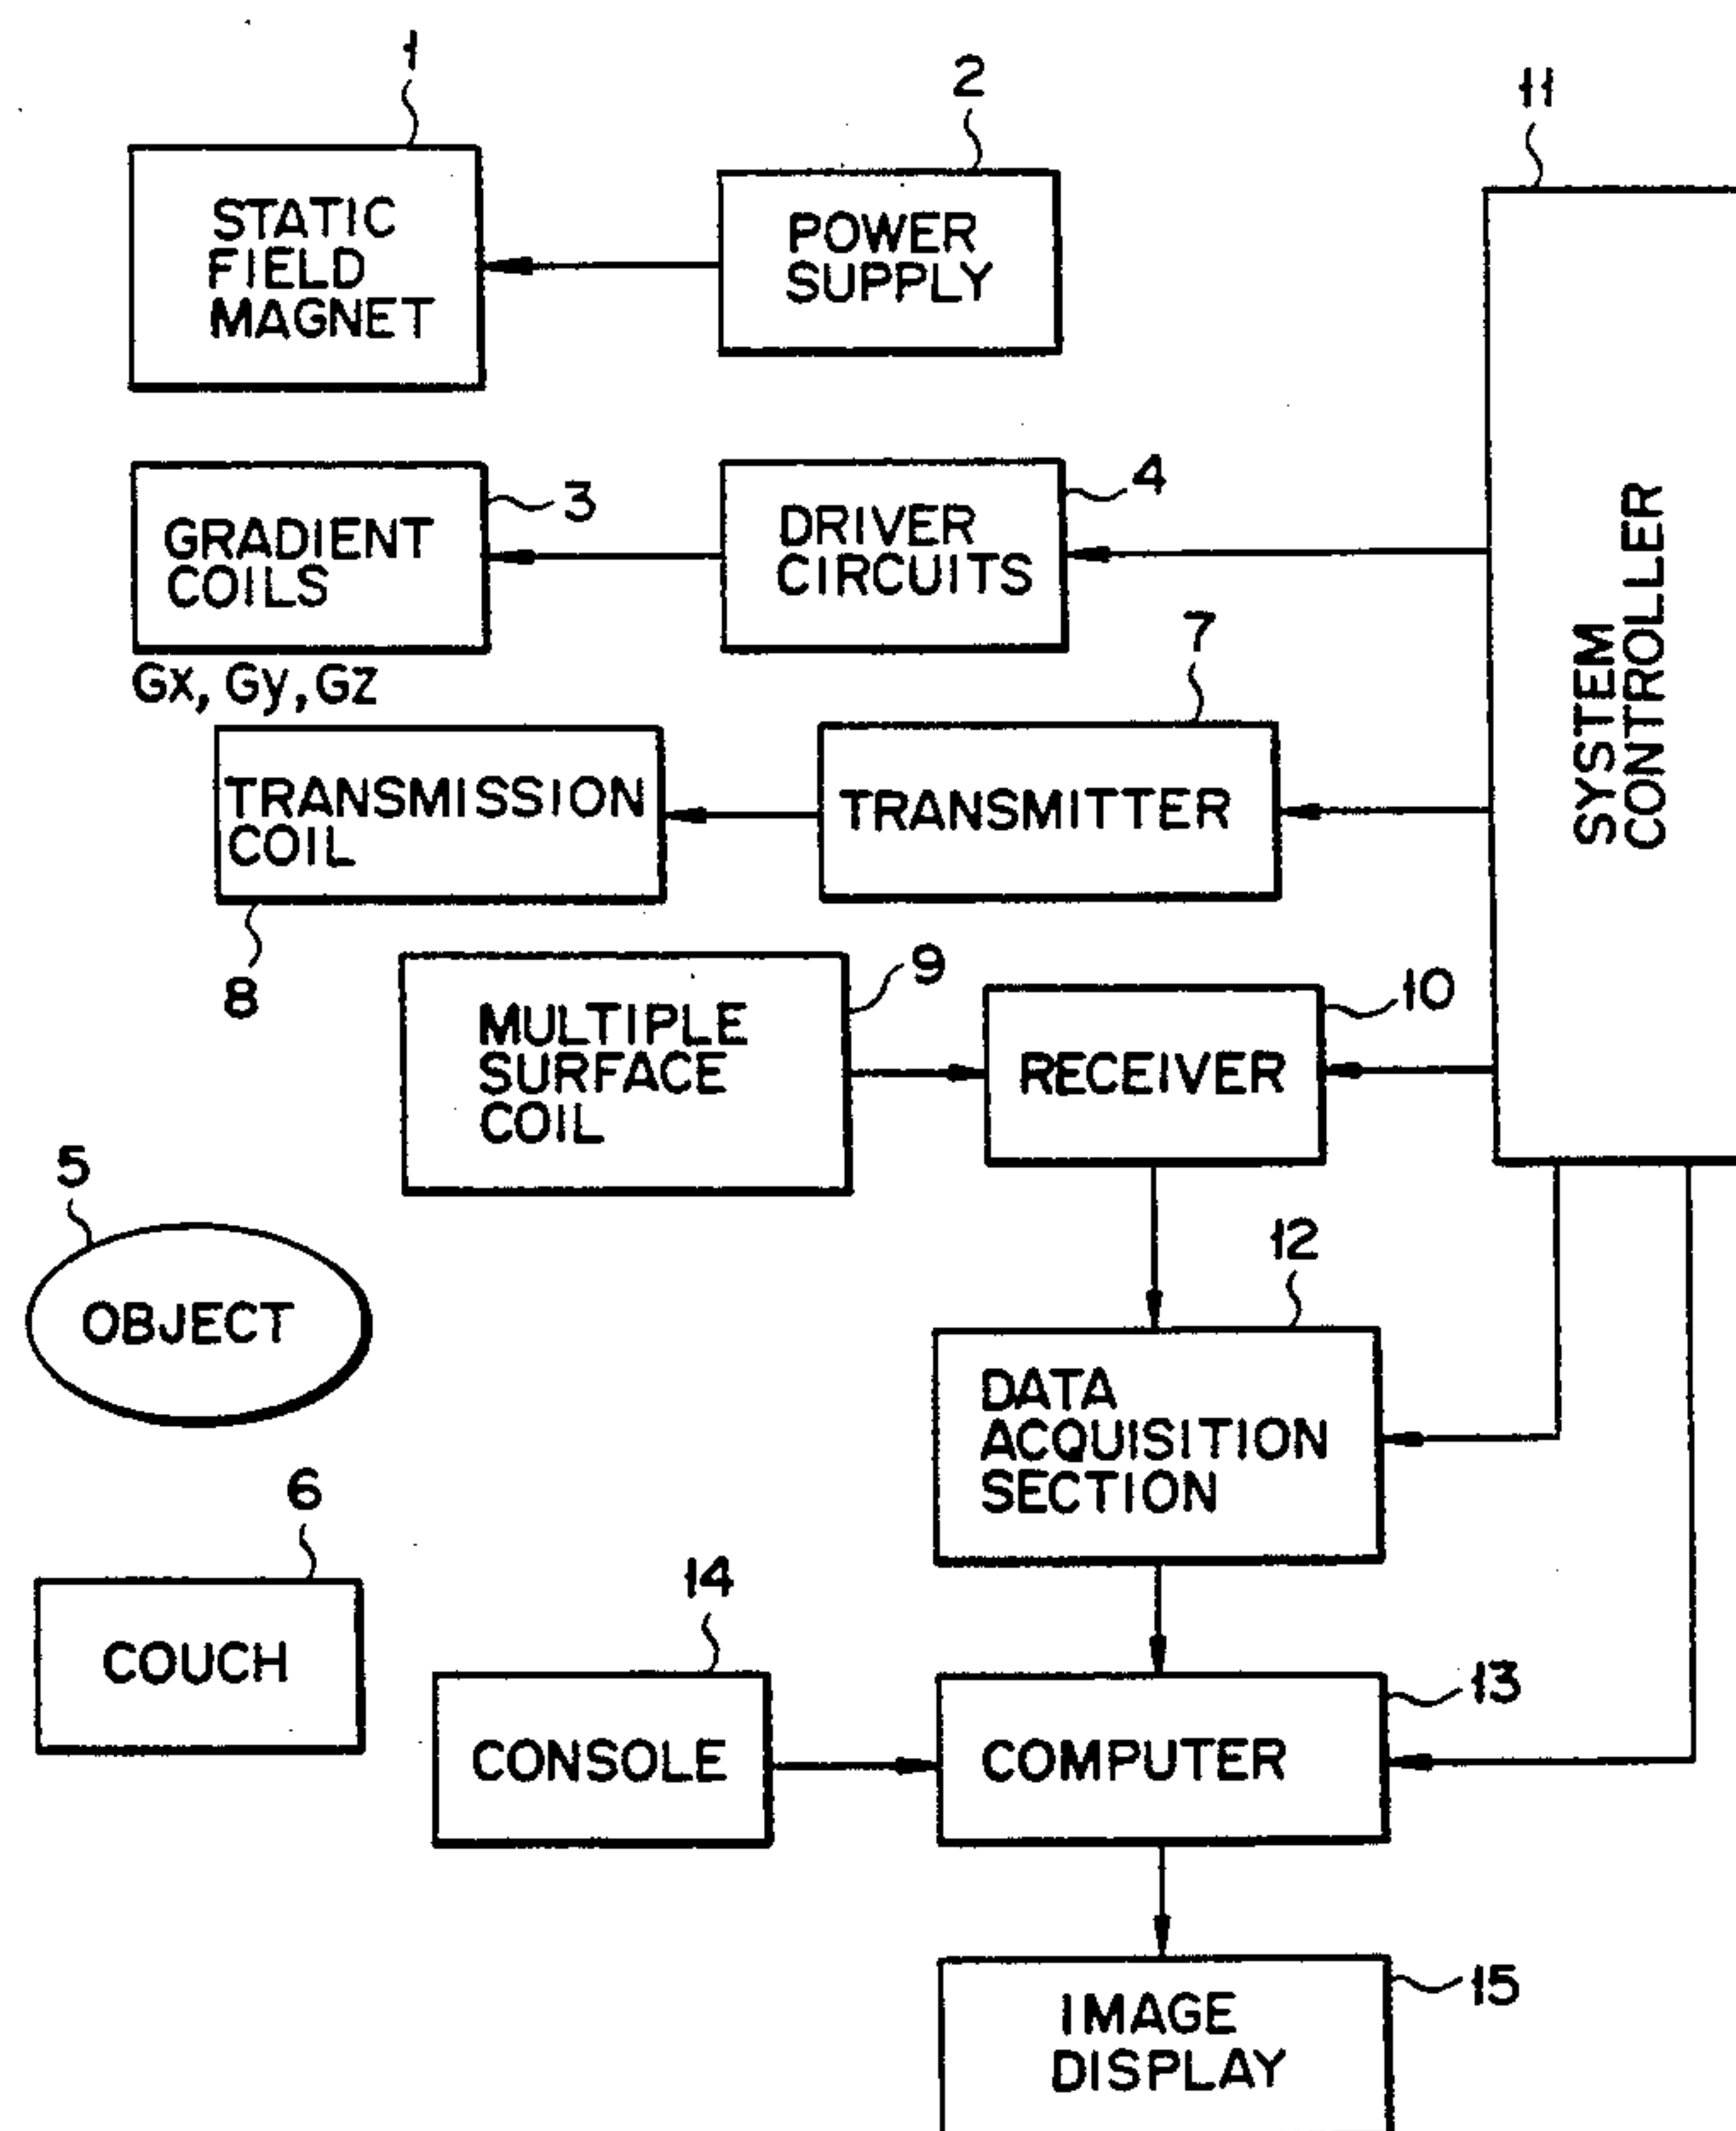 1
2
11
STATIC
FIELD
MAGNET
POWER
SUPPLY
3
4
GRADIENT
COILS
DRIVER
CIRCUITS
Gx, Gy, Gz
7
SYSTEM
CONTROLLER
TRANSMISSION
COIL
TRANSMITTER
8
9
10
MULTIPLE
SURFACE
COIL
RECEIVER
5
OBJECT
12
DATA
ACQUISITION
SECTION
6
COUCH
14
CONSOLE
13
COMPUTER
15
IMAGE
DISPLAY